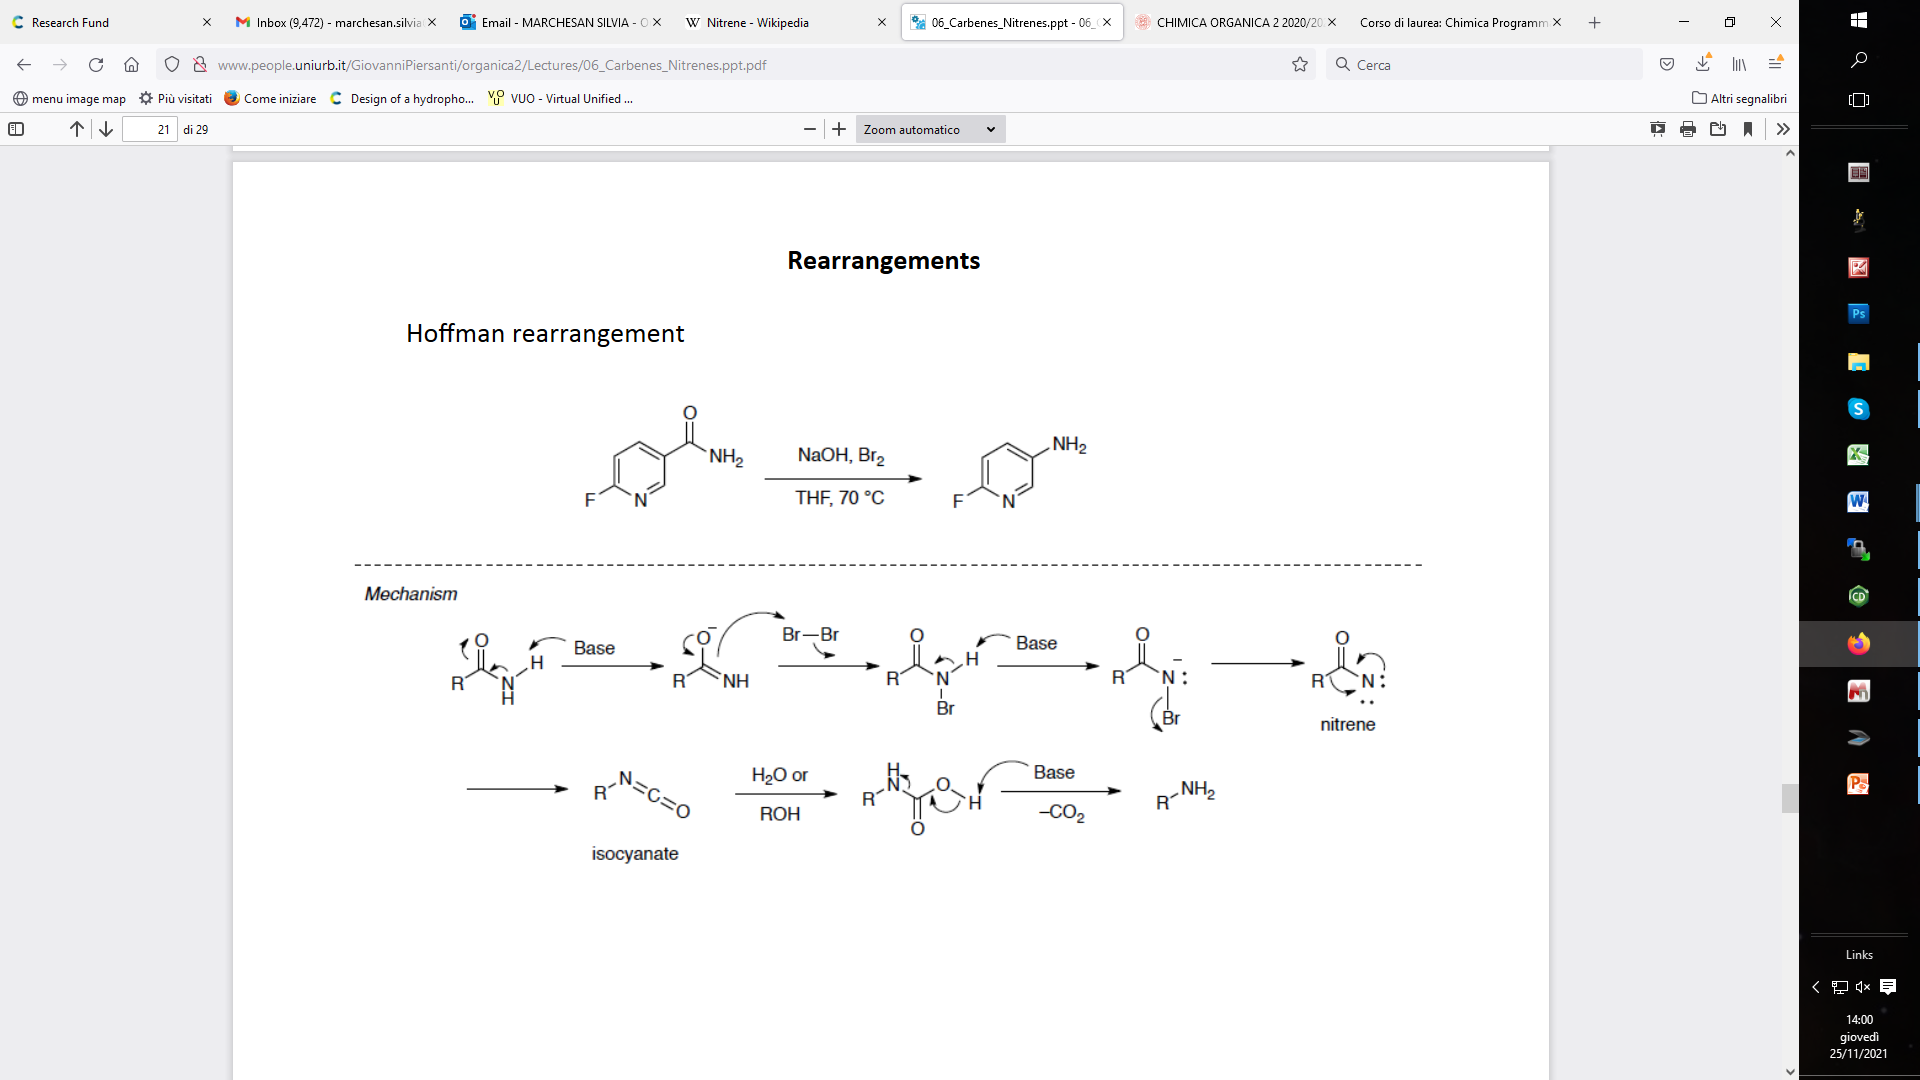 Research Fund
Inbox (9,472) - marchesan.silvia
Email - MARCHESAN SILVIA - O
Nitrene - Wikipedia
06_Carbenes_Nitrenes.ppt - 06_
CHIMICA ORGANICA 2 2020/20
Corso di laurea: Chimica Programm
www.people.uniurb.it/GiovanniPiersanti/organica2/Lectures/06_Carbenes_Nitrenes.ppt.pdf
Cerca
menu image map
Più visitati
Come iniziare
Design of a hydropho...
VUO - Virtual Unified ...
Altri segnalibri
21 di 29
Zoom automatico
Rearrangements
Hoffman rearrangement
O
NH2
F
N
NaOH, Br2
THF, 70 °C
NH2
F
N
Mechanism
O
R
N
H
H
Base
O−
R
NH
Br—Br
O
R
N
H
Br
Base
O
R
N:
−
Br
O
R
N:
..
nitrene
R
N
C
O
isocyanate
H2O or
ROH
H
N
R
O
H
O
Base
–CO2
R
NH2
Links
14:00
giovedì
25/11/2021